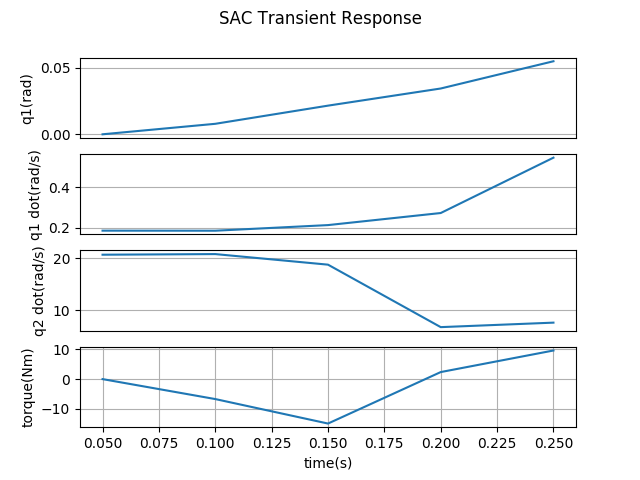 SAC Transient Response
q1(rad)
0.05
0.00
q1 dot(rad/s)
0.4
0.2
q2 dot(rad/s)
20
10
torque(Nm)
10
0
−10
0.050 0.075 0.100 0.125 0.150 0.175 0.200 0.225 0.250
time(s)